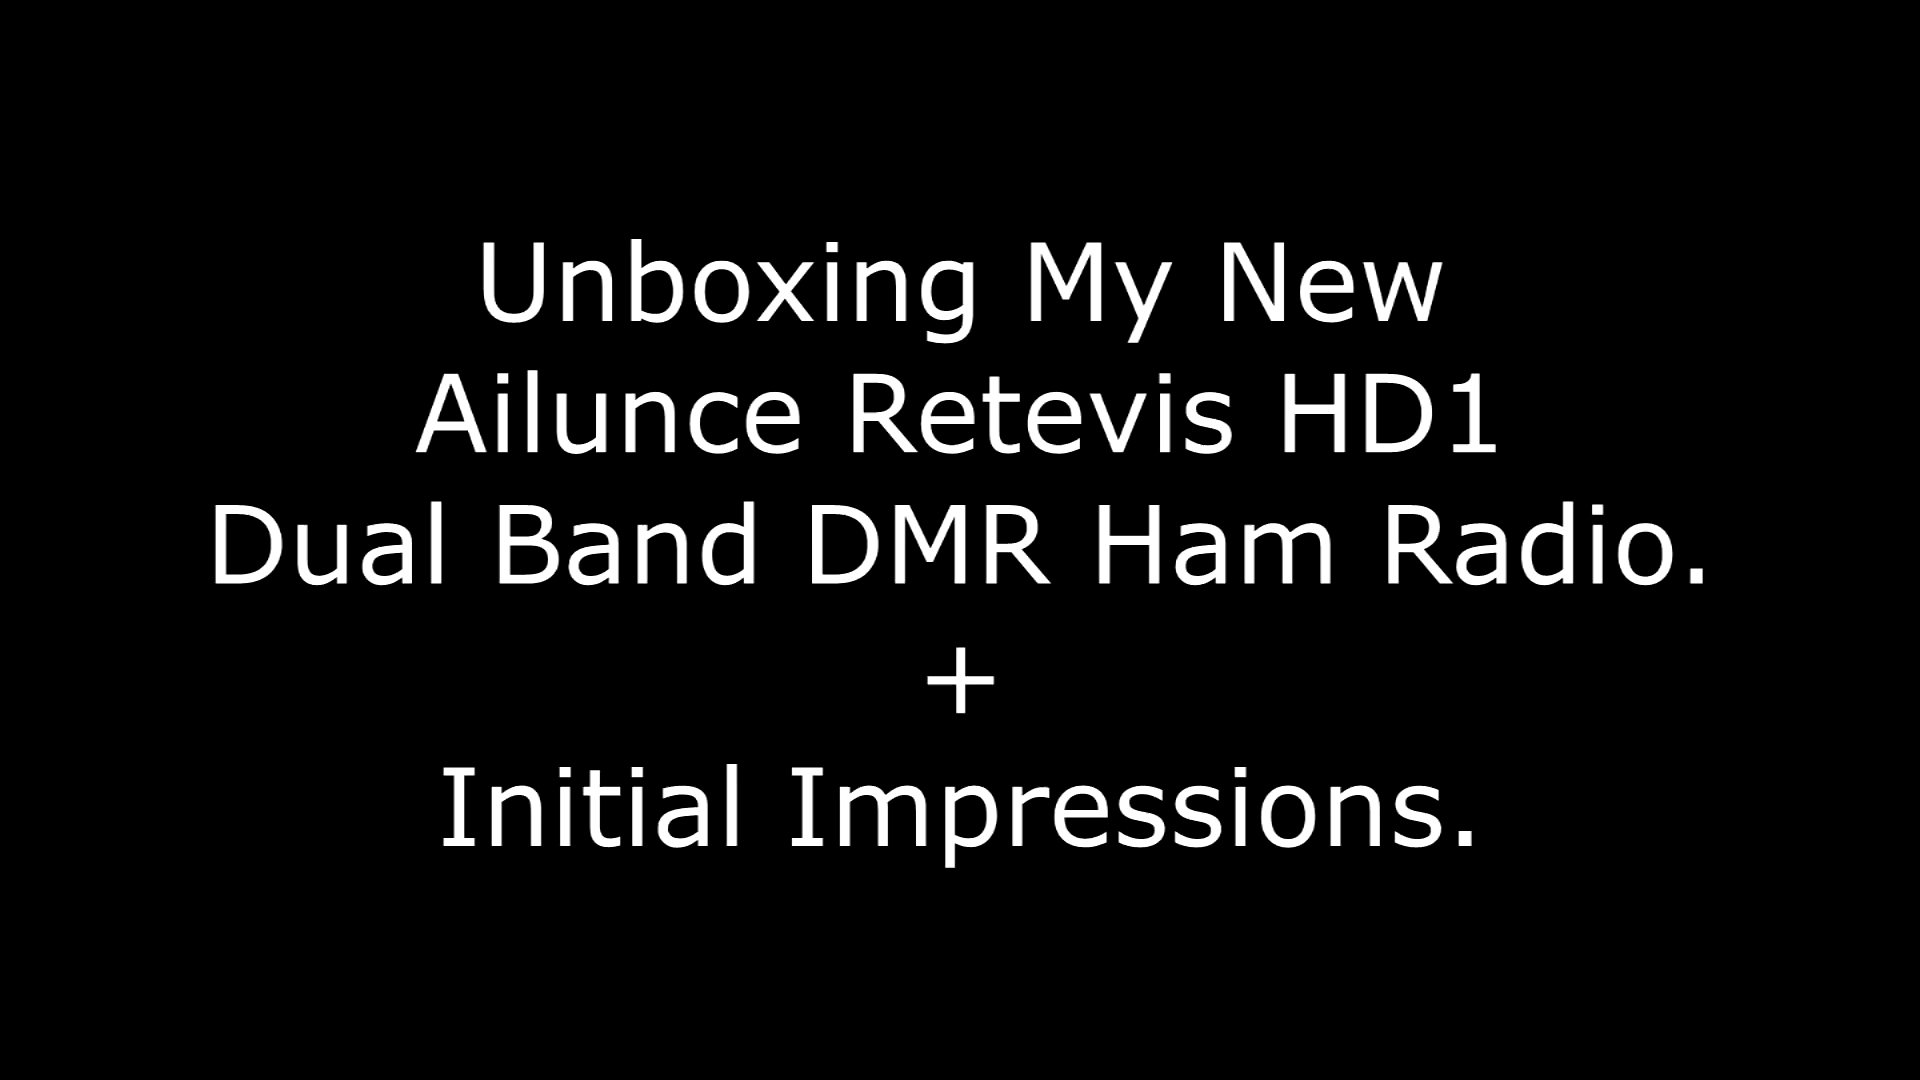 Unboxing My New
Ailunce Retevis HD1
Dual Band DMR Ham Radio.
+
Initial Impressions.